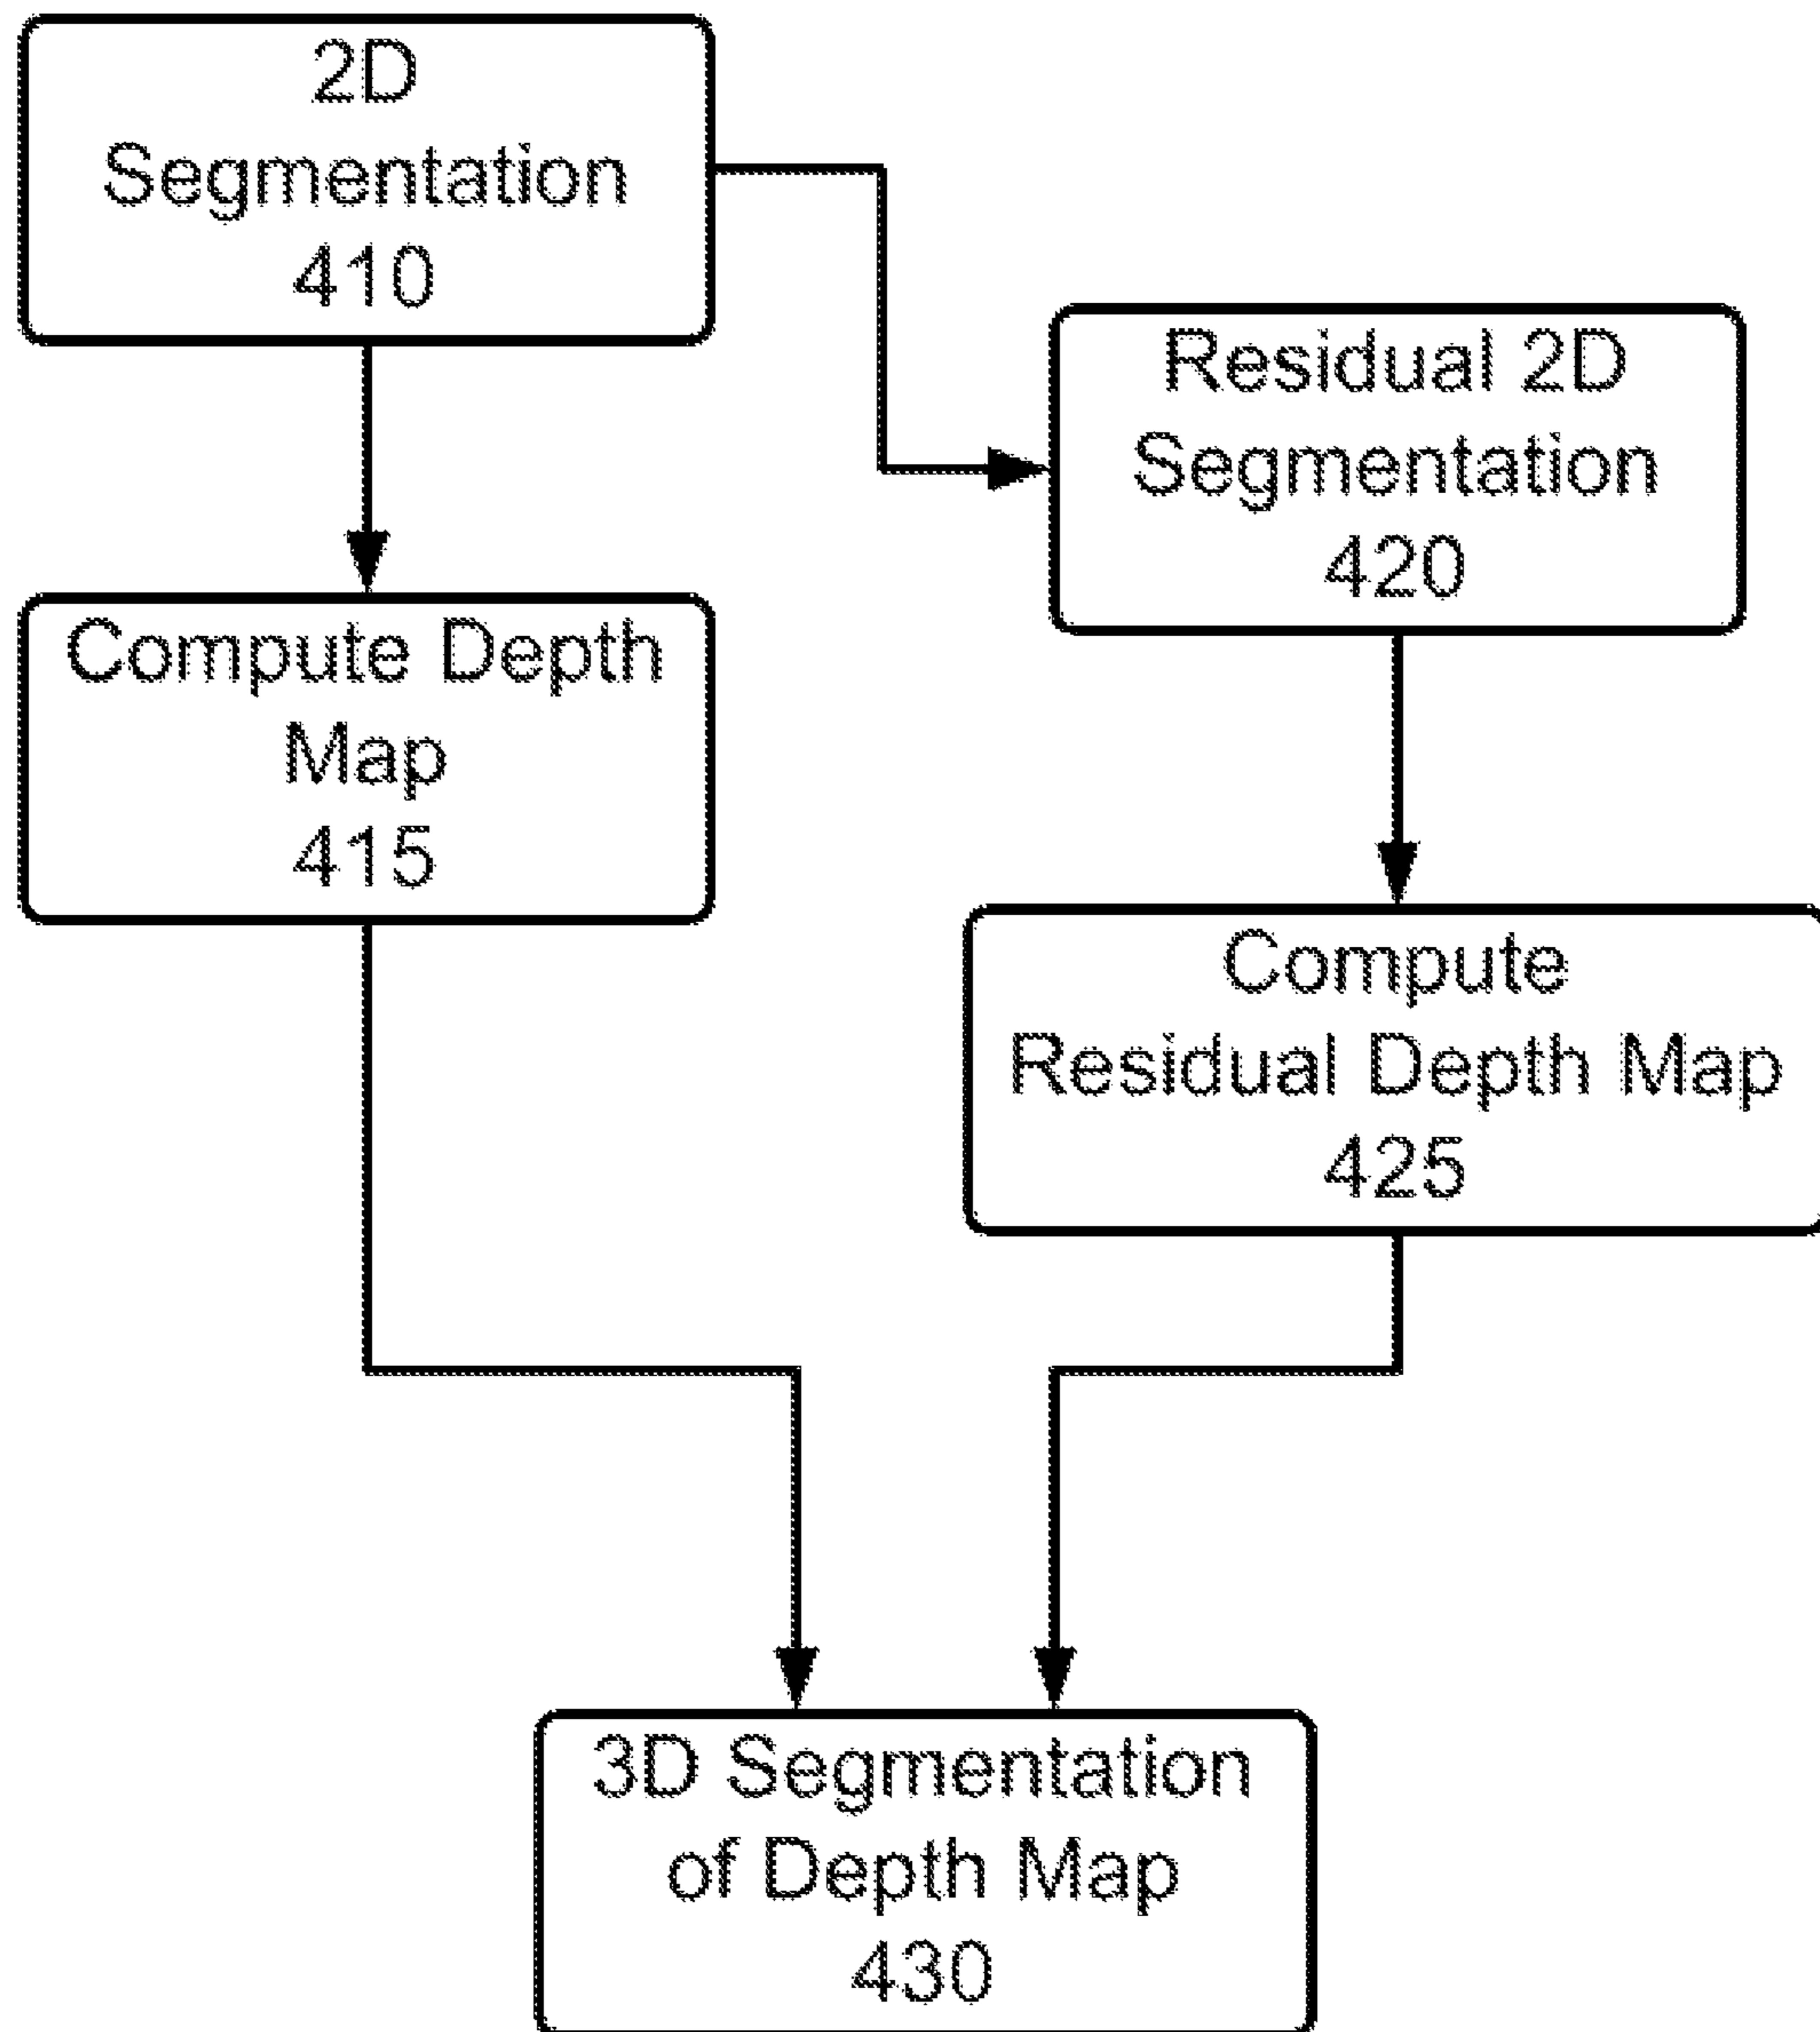 2D
Segmentation
410
Residual 2D
Segmentation
420
Compute Depth
Map
415
Compute
Residual Depth Map
425
3D Segmentation
of Depth Map
430